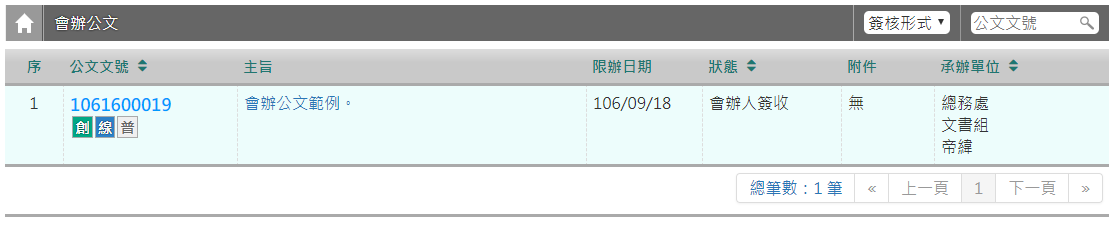 會辦公文 簽核形式 公文文號
序 公文文號 主旨 限辦日期 狀態 附件 承辦單位
1 1061600019 會辦公文範例。 106/09/18 會辦人簽收 無 總務處
創 線 普 文書組
帝緯
總筆數：1 筆 « 上一頁 1 下一頁 »